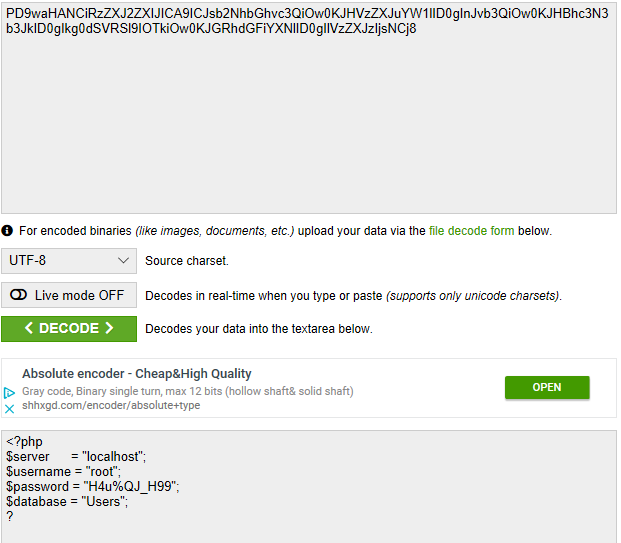 PD9waHANCiRzZXJ2ZXIJICA9ICJsb2NhbGhvc3QiOw0KJHVzZXJuYW1lID0gInJvb3QiOw0KJHBhc3N3
b3JkID0gIkg0dSVRSl9IOTkiOw0KJGRhdGFiYXNlID0gIlVzZXJzIjsNCj8
For encoded binaries (like images, documents, etc.) upload your data via the file decode form below.
UTF-8 Source charset.
Live mode OFF Decodes in real-time when you type or paste (supports only unicode charsets).
< DECODE > Decodes your data into the textarea below.
Absolute encoder - Cheap&High Quality
Gray code, Binary single turn, max 12 bits (hollow shaft& solid shaft)
shhxgd.com/encoder/absolute+type
OPEN
<?php
$server = "localhost";
$username = "root";
$password = "H4u%QJ_H99";
$database = "Users";
?